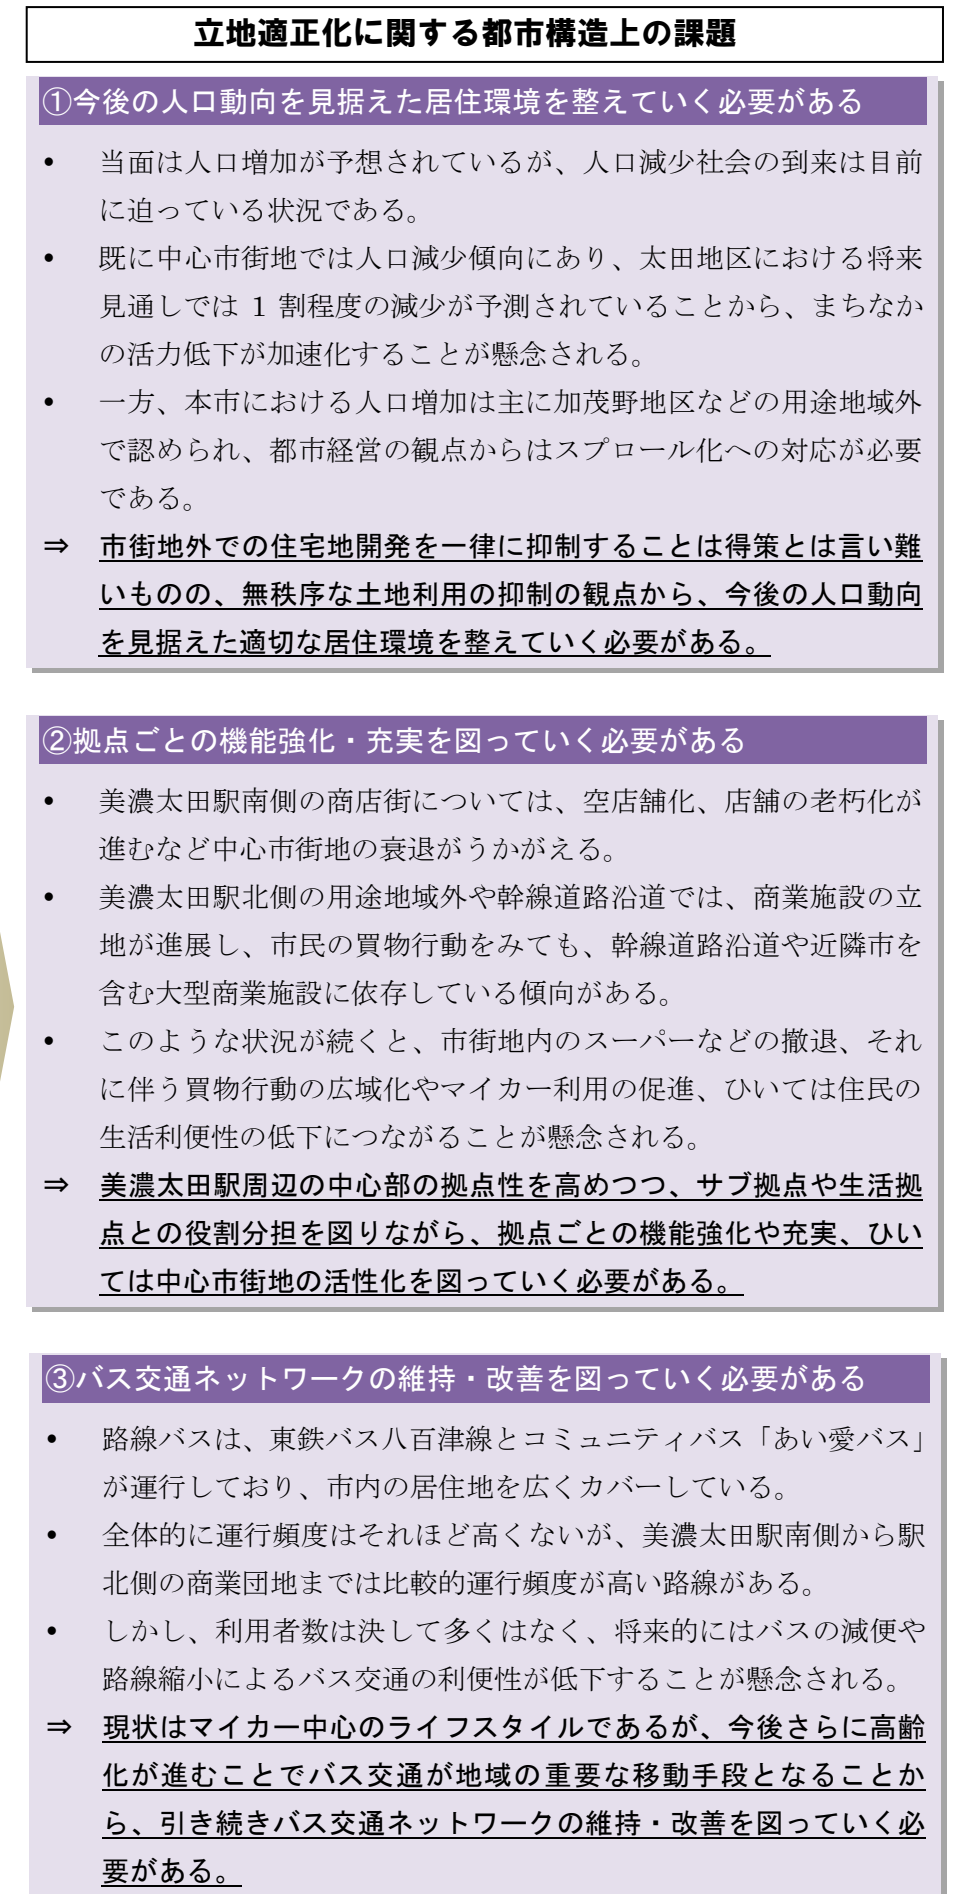 立地適正化に関する都市構造上の課題
①今後の人口動向を見据えた居住環境を整えていく必要がある
• 当面は人口増加が予想されているが、人口減少社会の到来は目前
に迫っている状況である。
• 既に中心市街地では人口減少傾向にあり、太田地区における将来
見通しでは 1 割程度の減少が予測されていることから、まちなか
の活力低下が加速化することが懸念される。
• 一方、本市における人口増加は主に加茂野地区などの用途地域外
で認められ、都市経営の観点からはスプロール化への対応が必要
である。
⇒ 市街地外での住宅地開発を一律に抑制することは得策とは言い難
いものの、無秩序な土地利用の抑制の観点から、今後の人口動向
を見据えた適切な居住環境を整えていく必要がある。
②拠点ごとの機能強化・充実を図っていく必要がある
• 美濃太田駅南側の商店街については、空店舗化、店舗の老朽化が
進むなど中心市街地の衰退がうかがえる。
• 美濃太田駅北側の用途地域外や幹線道路沿道では、商業施設の立
地が進展し、市民の買物行動をみても、幹線道路沿道や近隣市を
含む大型商業施設に依存している傾向がある。
• このような状況が続くと、市街地内のスーパーなどの撤退、それ
に伴う買物行動の広域化やマイカー利用の促進、ひいては住民の
生活利便性の低下につながることが懸念される。
⇒ 美濃太田駅周辺の中心部の拠点性を高めつつ、サブ拠点や生活拠
点との役割分担を図りながら、拠点ごとの機能強化や充実、ひい
ては中心市街地の活性化を図っていく必要がある。
③バス交通ネットワークの維持・改善を図っていく必要がある
• 路線バスは、東鉄バス八百津線とコミュニティバス「あい愛バス」
が運行しており、市内の居住地を広くカバーしている。
• 全体的に運行頻度はそれほど高くないが、美濃太田駅南側から駅
北側の商業団地までは比較的運行頻度が高い路線がある。
• しかし、利用者数は決して多くはなく、将来的にはバスの減便や
路線縮小によるバス交通の利便性が低下することが懸念される。
⇒ 現状はマイカー中心のライフスタイルであるが、今後さらに高齢
化が進むことでバス交通が地域の重要な移動手段となることか
ら、引き続きバス交通ネットワークの維持・改善を図っていく必
要がある。